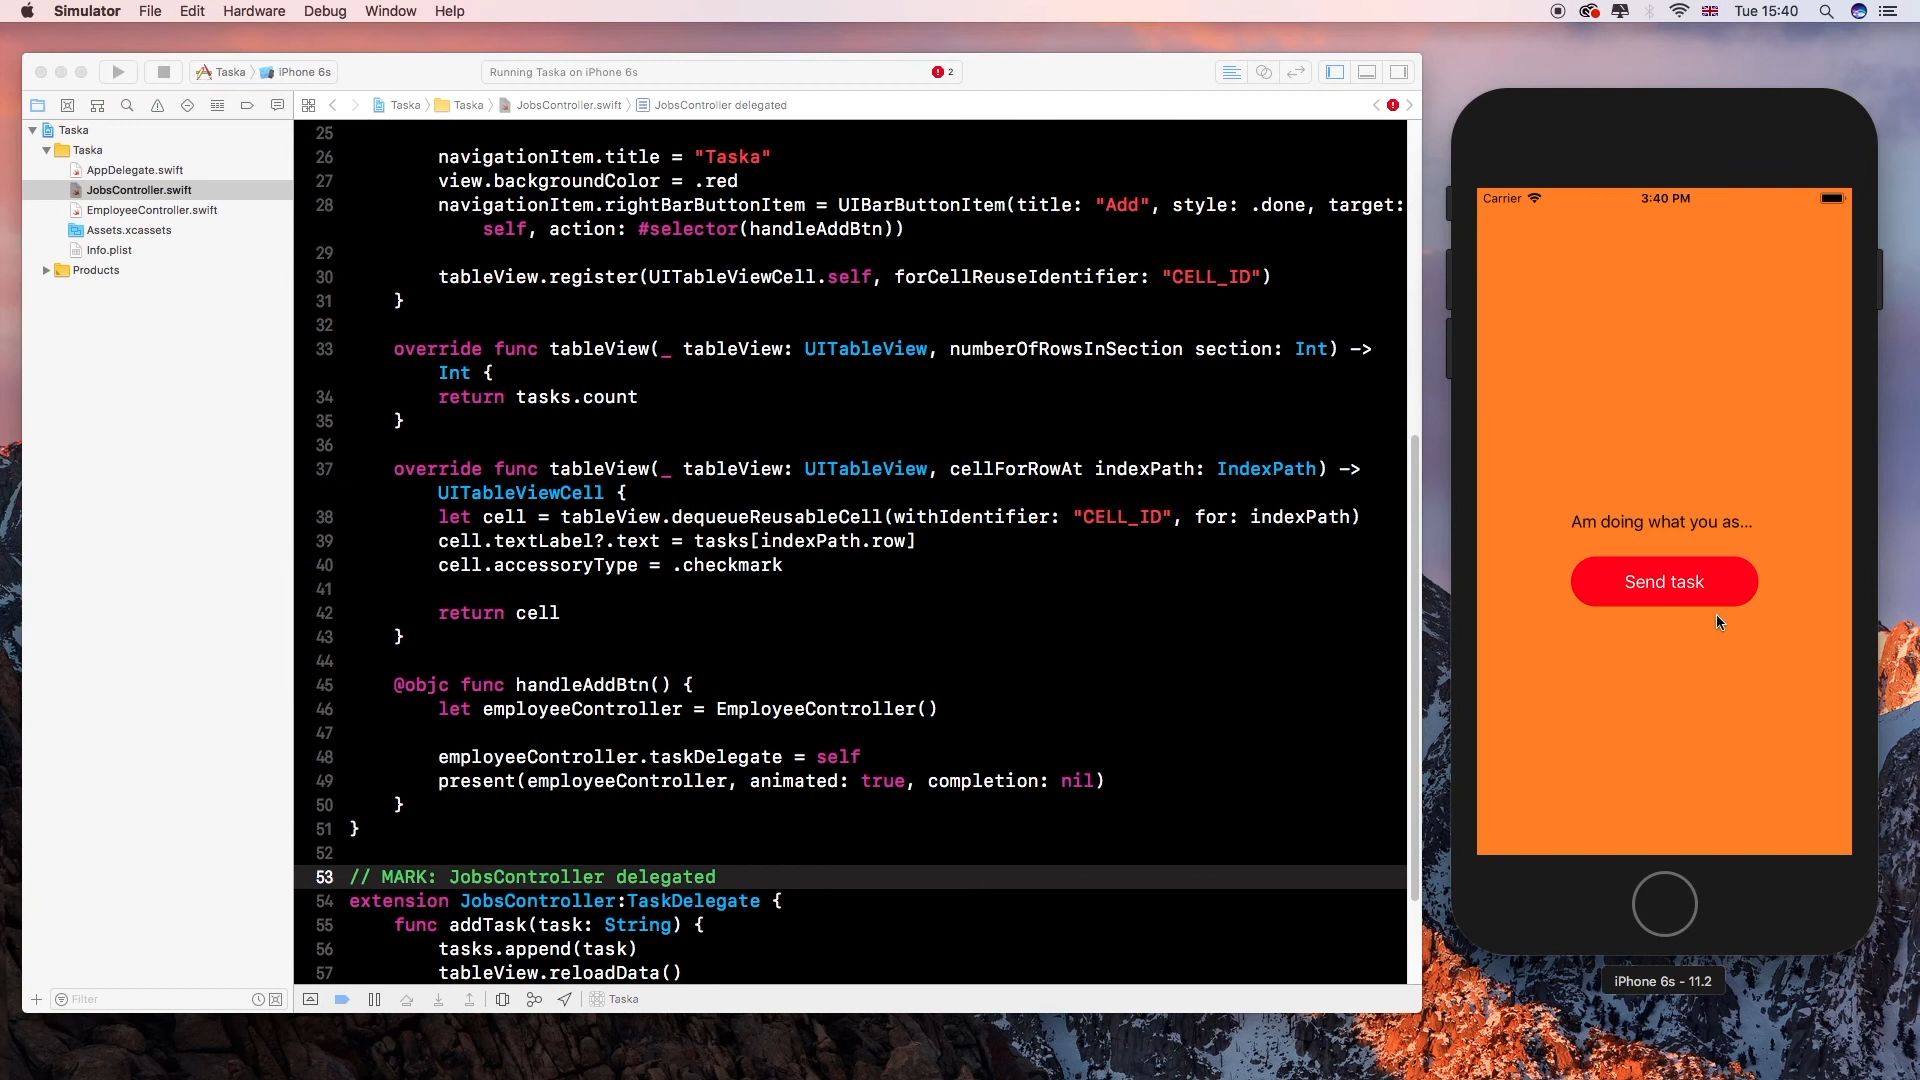 Simulator File Edit Hardware Debug Window Help
Tue 15:40
Taska iPhone 6s
Running Taska on iPhone 6s
2
Taska Taska JobsController.swift JobsController delegated
Taska
Taska
AppDelegate.swift
JobsController.swift
EmployeeController.swift
Assets.xcassets
Info.plist
Products
Filter
25
26 navigationItem.title = "Taska"
27 view.backgroundColor = .red
28 navigationItem.rightBarButtonItem = UIBarButtonItem(title: "Add", style: .done, target:
self, action: #selector(handleAddBtn))
29
30 tableView.register(UITableViewCell.self, forCellReuseIdentifier: "CELL_ID")
31 }
32
33 override func tableView(_ tableView: UITableView, numberOfRowsInSection section: Int) ->
Int {
34 return tasks.count
35 }
36
37 override func tableView(_ tableView: UITableView, cellForRowAt indexPath: IndexPath) ->
UITableViewCell {
38 let cell = tableView.dequeueReusableCell(withIdentifier: "CELL_ID", for: indexPath)
39 cell.textLabel?.text = tasks[indexPath.row]
40 cell.accessoryType = .checkmark
41
42 return cell
43 }
44
45 @objc func handleAddBtn() {
46 let employeeController = EmployeeController()
47
48 employeeController.taskDelegate = self
49 present(employeeController, animated: true, completion: nil)
50 }
51 }
52
53 // MARK: JobsController delegated
54 extension JobsController:TaskDelegate {
55 func addTask(task: String) {
56 tasks.append(task)
57 tableView.reloadData()
Taska
Carrier 3:40 PM
Am doing what you as...
Send task
iPhone 6s - 11.2